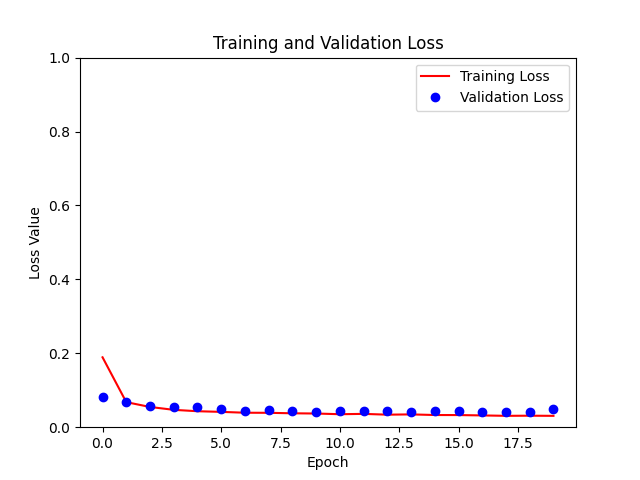 Training and Validation Loss
Training Loss
Validation Loss
Loss Value
1.0
0.8
0.6
0.4
0.2
0.0
0.0 2.5 5.0 7.5 10.0 12.5 15.0 17.5
Epoch